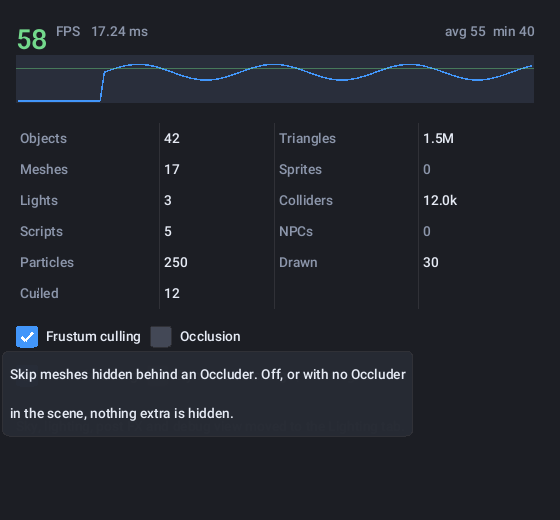 58 FPS 17.24 ms avg 55 min 40
Objects 42 Triangles 1.5M
Meshes 17 Sprites 0
Lights 3 Colliders 12.0k
Scripts 5 NPCs 0
Particles 250 Drawn 30
Culled 12
Frustum culling Occlusion
Skip meshes hidden behind an Occluder. Off, or with no Occluder
in the scene, nothing extra is hidden.